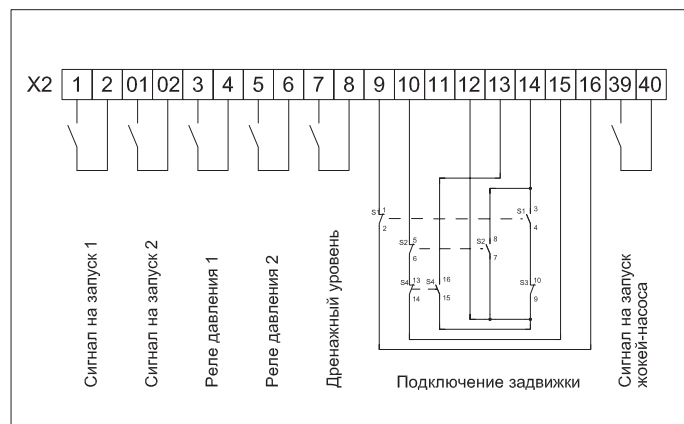 X2 1 2 01 02 3 4 5 6 7 8 9 10 11 12 13 14 15 16 39 40
S1 1 2
S1 3 4
S2 5 6
S2 8 7
S4 13 14
S4 16 15
S3 10 9
Сигнал на запуск 1
Сигнал на запуск 2
Реле давления 1
Реле давления 2
Дренажный уровень
Подключение задвижки
Сигнал на запуск
жокей-насоса